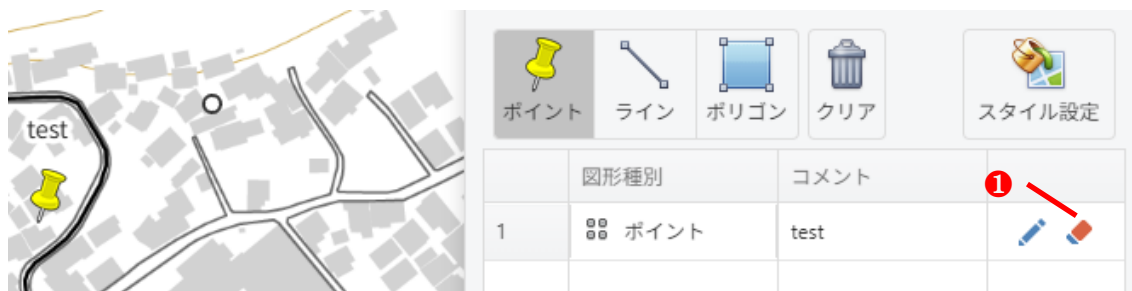 test
ポイント ライン ポリゴン クリア スタイル設定
図形種別 コメント
❶
1 ポイント test